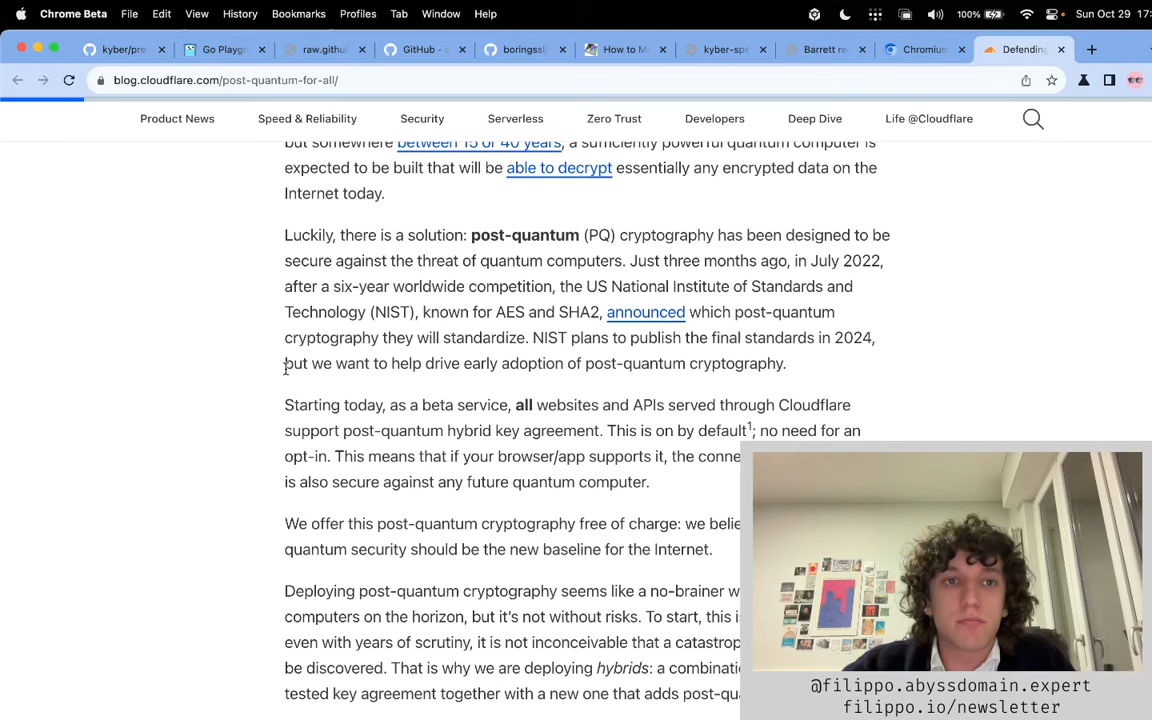 Chrome Beta File Edit View History Bookmarks Profiles Tab Window Help 100% Sun Oct 29 17:
kyber/pre Go Playgr raw.githu GitHub - boringssl/ How to M kyber-spe Barrett re Chromium Defending
blog.cloudflare.com/post-quantum-for-all/
Product News Speed & Reliability Security Serverless Zero Trust Developers Deep Dive Life @Cloudflare
but somewhere between 15 or 40 years, a sufficiently powerful quantum computer is
expected to be built that will be able to decrypt essentially any encrypted data on the
Internet today.
Luckily, there is a solution: post-quantum (PQ) cryptography has been designed to be
secure against the threat of quantum computers. Just three months ago, in July 2022,
after a six-year worldwide competition, the US National Institute of Standards and
Technology (NIST), known for AES and SHA2, announced which post-quantum
cryptography they will standardize. NIST plans to publish the final standards in 2024,
but we want to help drive early adoption of post-quantum cryptography.
Starting today, as a beta service, all websites and APIs served through Cloudflare
support post-quantum hybrid key agreement. This is on by default1; no need for an
opt-in. This means that if your browser/app supports it, the conne
is also secure against any future quantum computer.
We offer this post-quantum cryptography free of charge: we belie
quantum security should be the new baseline for the Internet.
Deploying post-quantum cryptography seems like a no-brainer w
computers on the horizon, but it's not without risks. To start, this i
even with years of scrutiny, it is not inconceivable that a catastrop
be discovered. That is why we are deploying hybrids: a combinati
tested key agreement together with a new one that adds post-qu
@filippo.abyssdomain.expert
filippo.io/newsletter